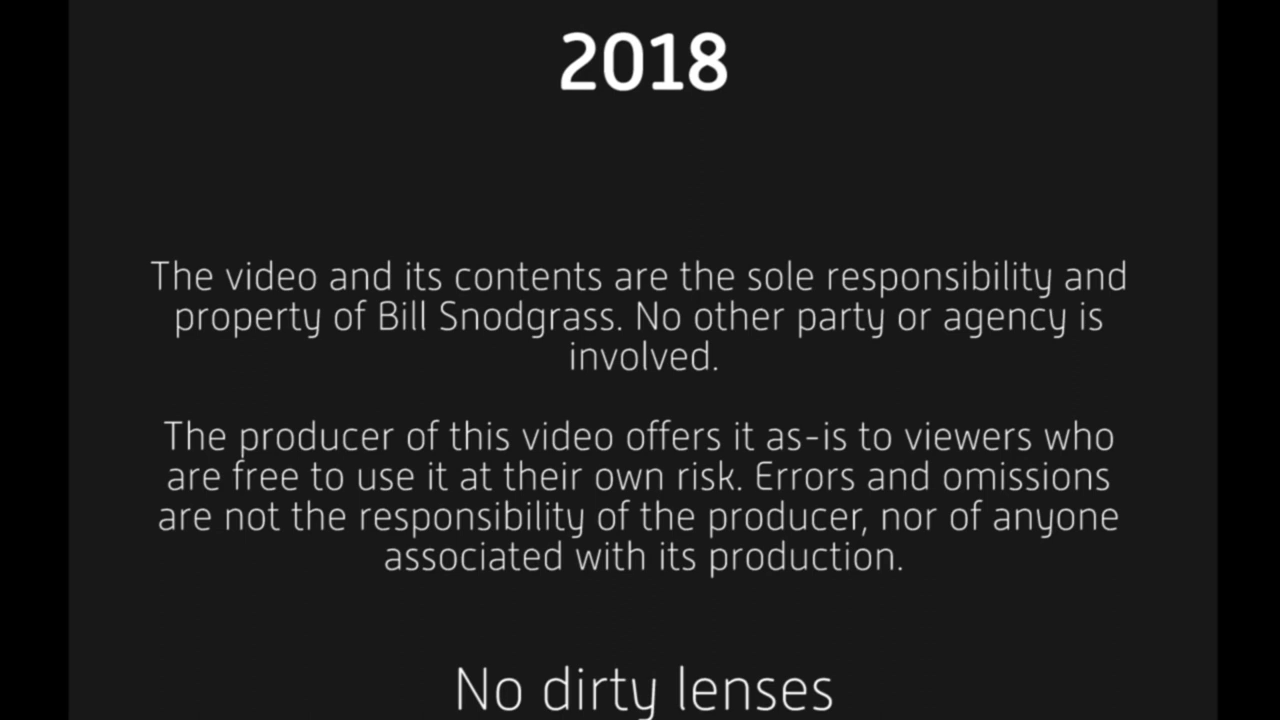 2018
The video and its contents are the sole responsibility and
property of Bill Snodgrass. No other party or agency is
involved.
The producer of this video offers it as-is to viewers who
are free to use it at their own risk. Errors and omissions
are not the responsibility of the producer, nor of anyone
associated with its production.
No dirty lenses